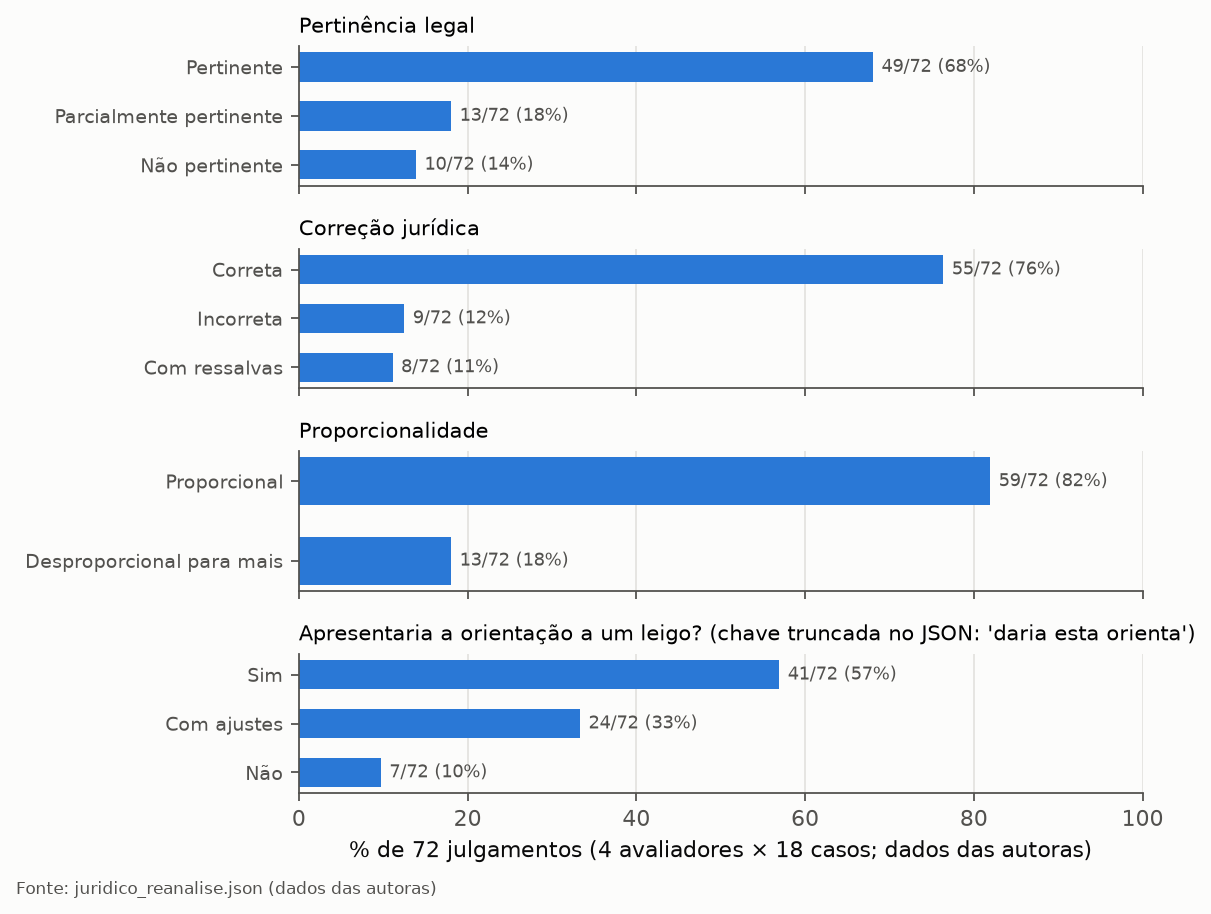 Pertinência legal
Pertinente 49/72 (68%)
Parcialmente pertinente 13/72 (18%)
Não pertinente 10/72 (14%)
Correção jurídica
Correta 55/72 (76%)
Incorreta 9/72 (12%)
Com ressalvas 8/72 (11%)
Proporcionalidade
Proporcional 59/72 (82%)
Desproporcional para mais 13/72 (18%)
Apresentaria a orientação a um leigo? (chave truncada no JSON: 'daria esta orienta')
Sim 41/72 (57%)
Com ajustes 24/72 (33%)
Não 7/72 (10%)
0 20 40 60 80 100
% de 72 julgamentos (4 avaliadores × 18 casos; dados das autoras)
Fonte: juridico_reanalise.json (dados das autoras)